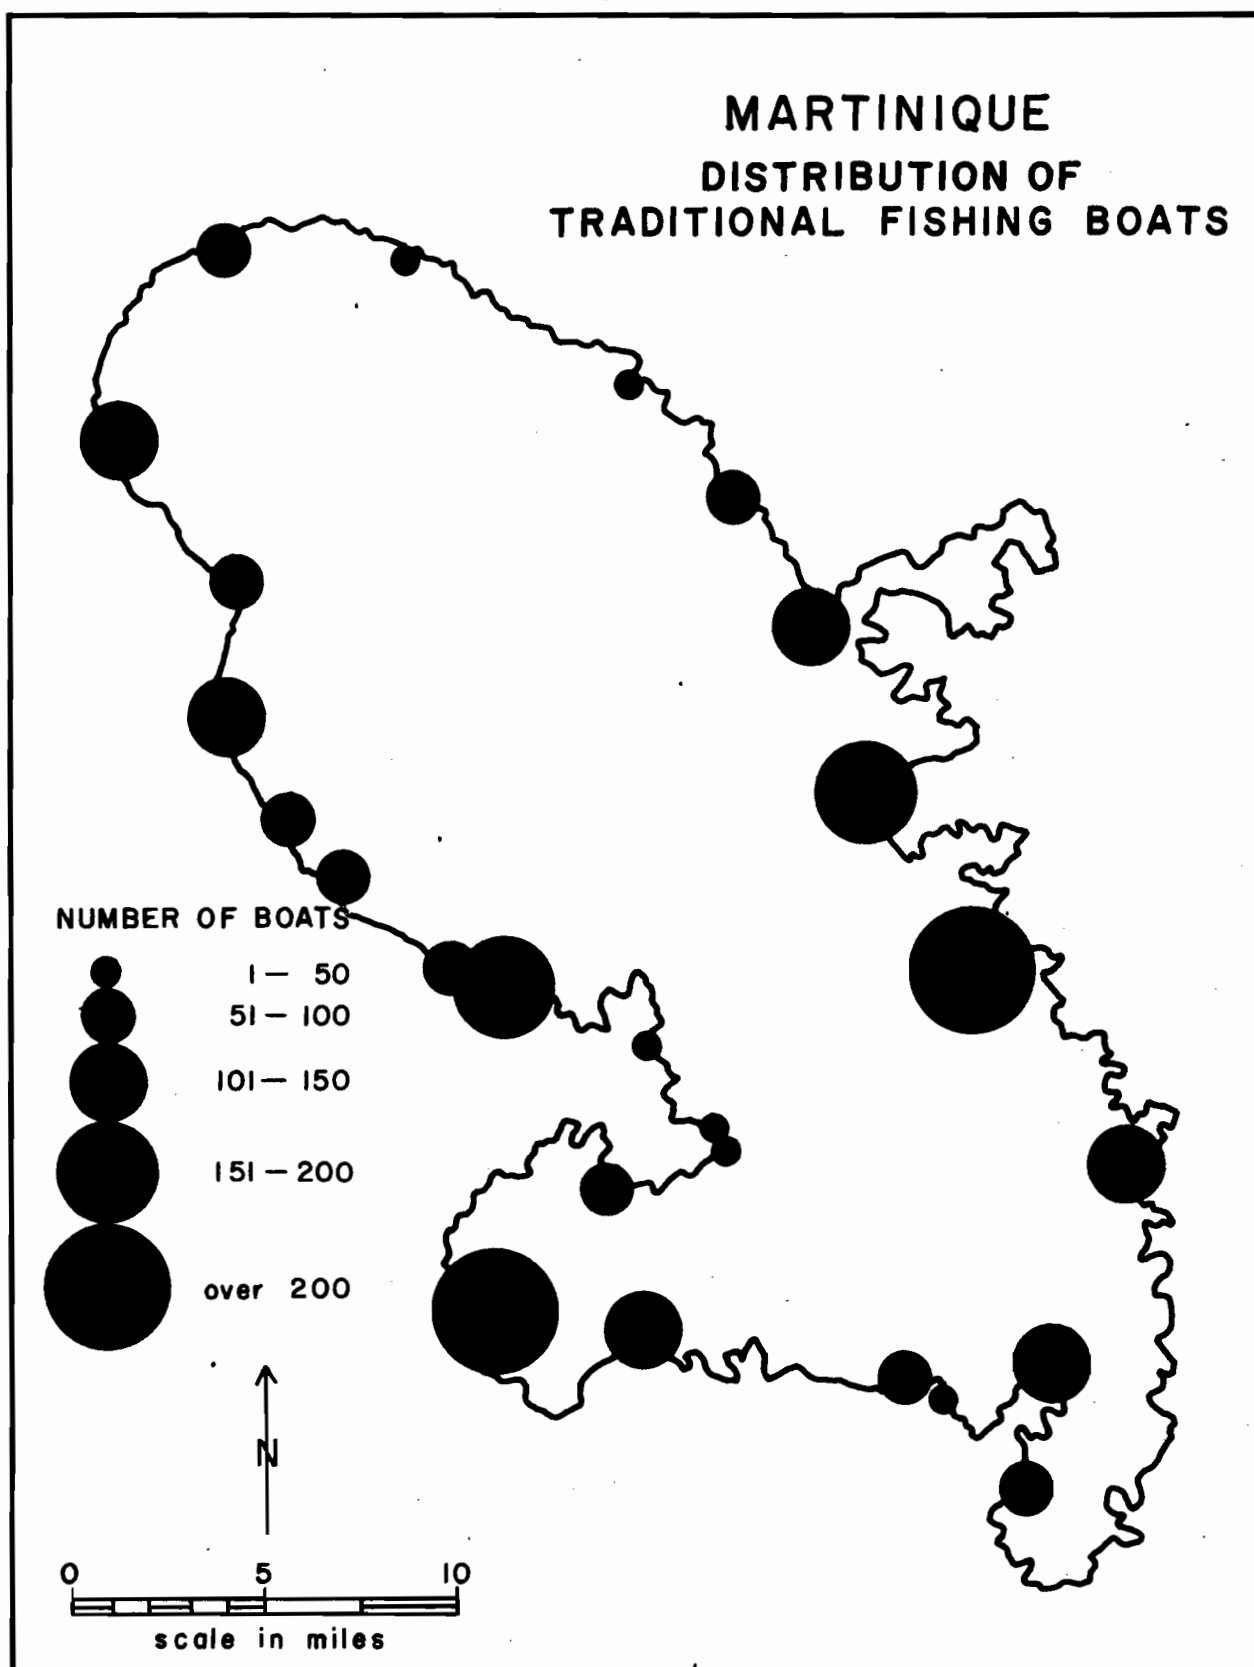 MARTINIQUE
DISTRIBUTION OF
TRADITIONAL FISHING BOATS
NUMBER OF BOATS
1 — 50
51 — 100
101 — 150
151 — 200
over 200
N
0 5 10
scale in miles